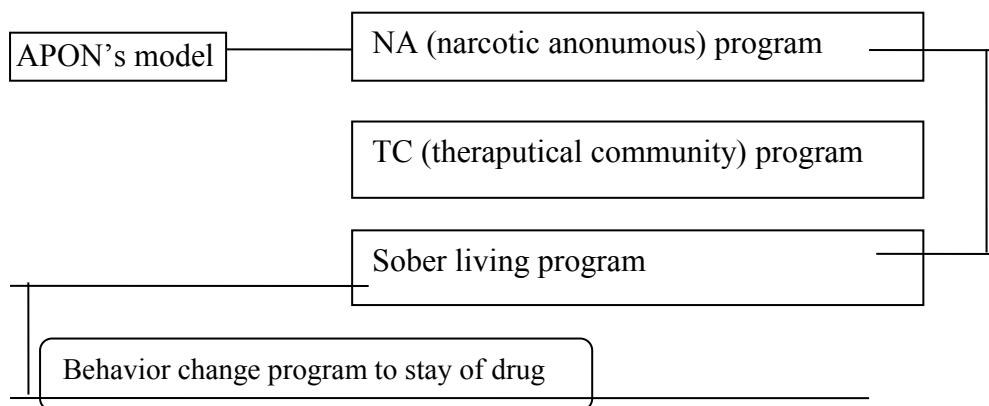 APON’s model
NA (narcotic anonumous) program
TC (theraputical community) program
Sober living program
Behavior change program to stay of drug